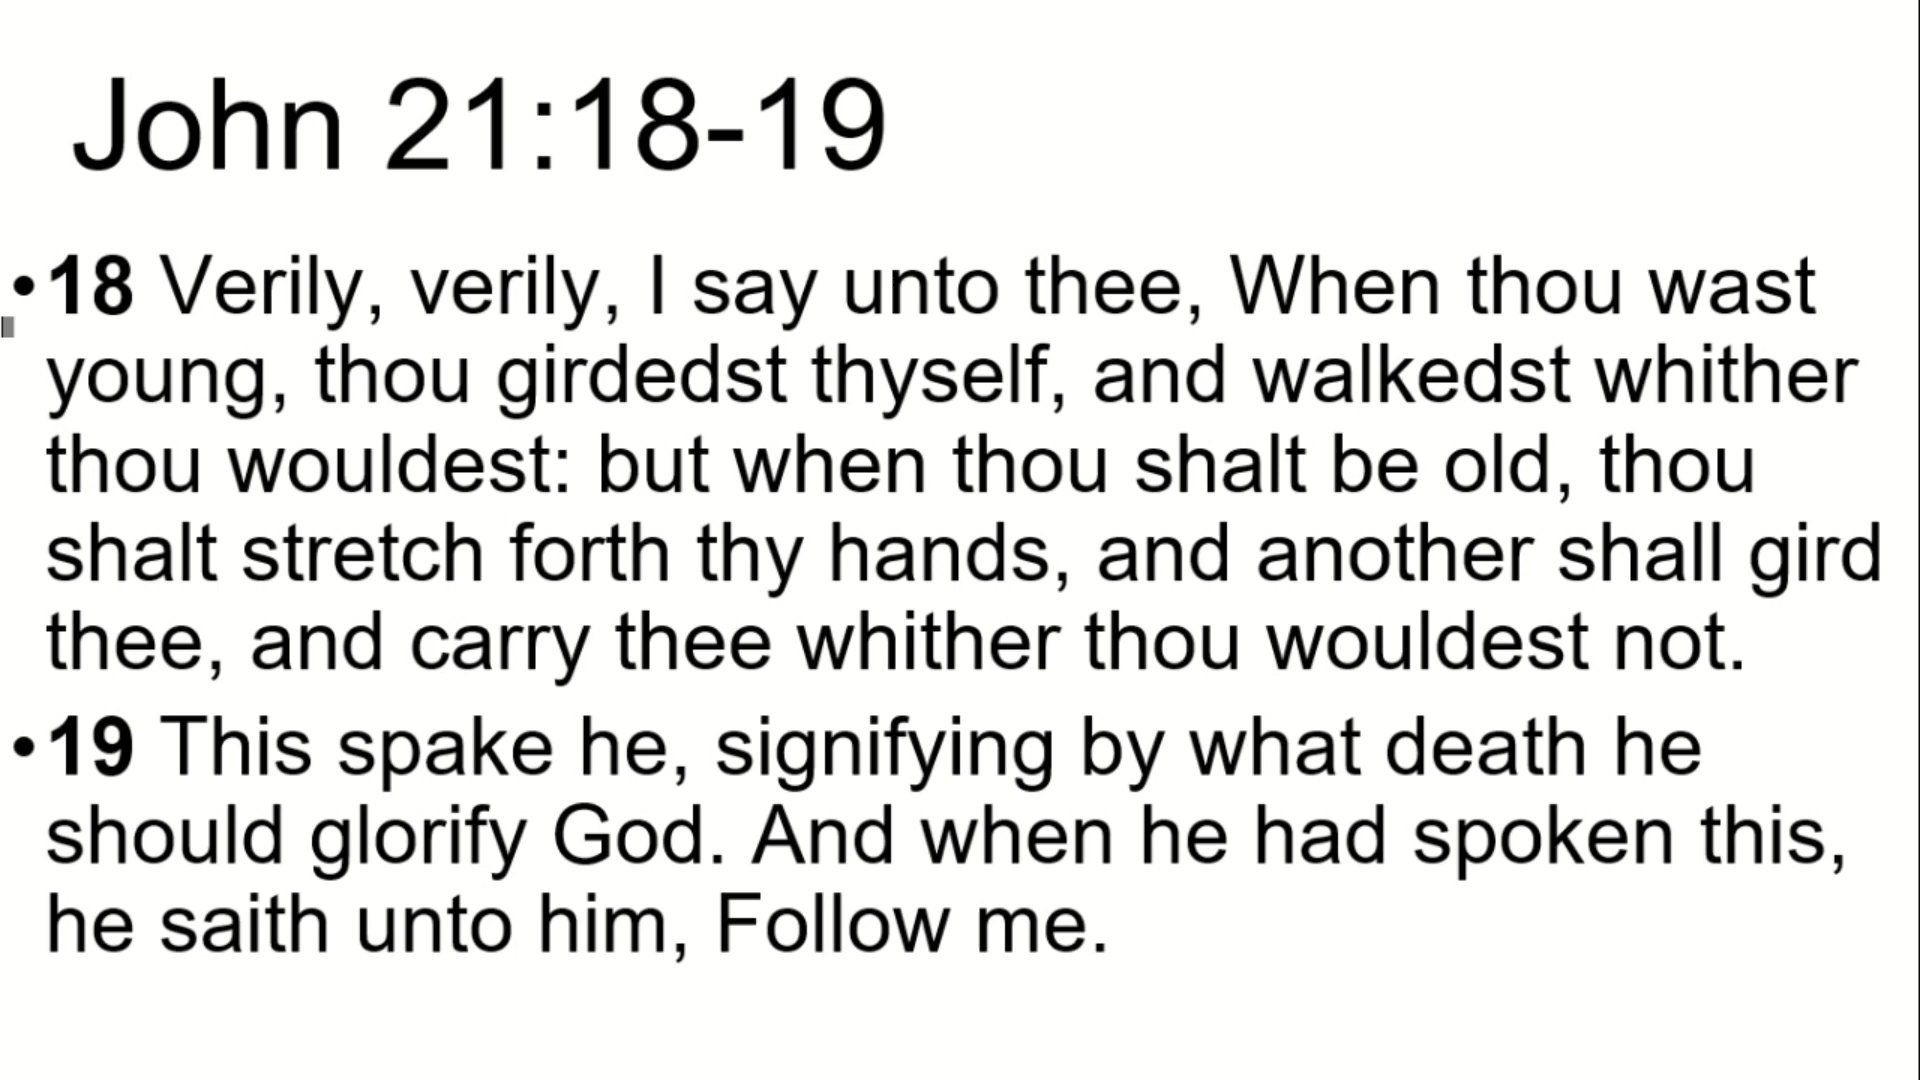 John 21:18-19
•18 Verily, verily, I say unto thee, When thou wast
young, thou girdedst thyself, and walkedst whither
thou wouldest: but when thou shalt be old, thou
shalt stretch forth thy hands, and another shall gird
thee, and carry thee whither thou wouldest not.
•19 This spake he, signifying by what death he
should glorify God. And when he had spoken this,
he saith unto him, Follow me.